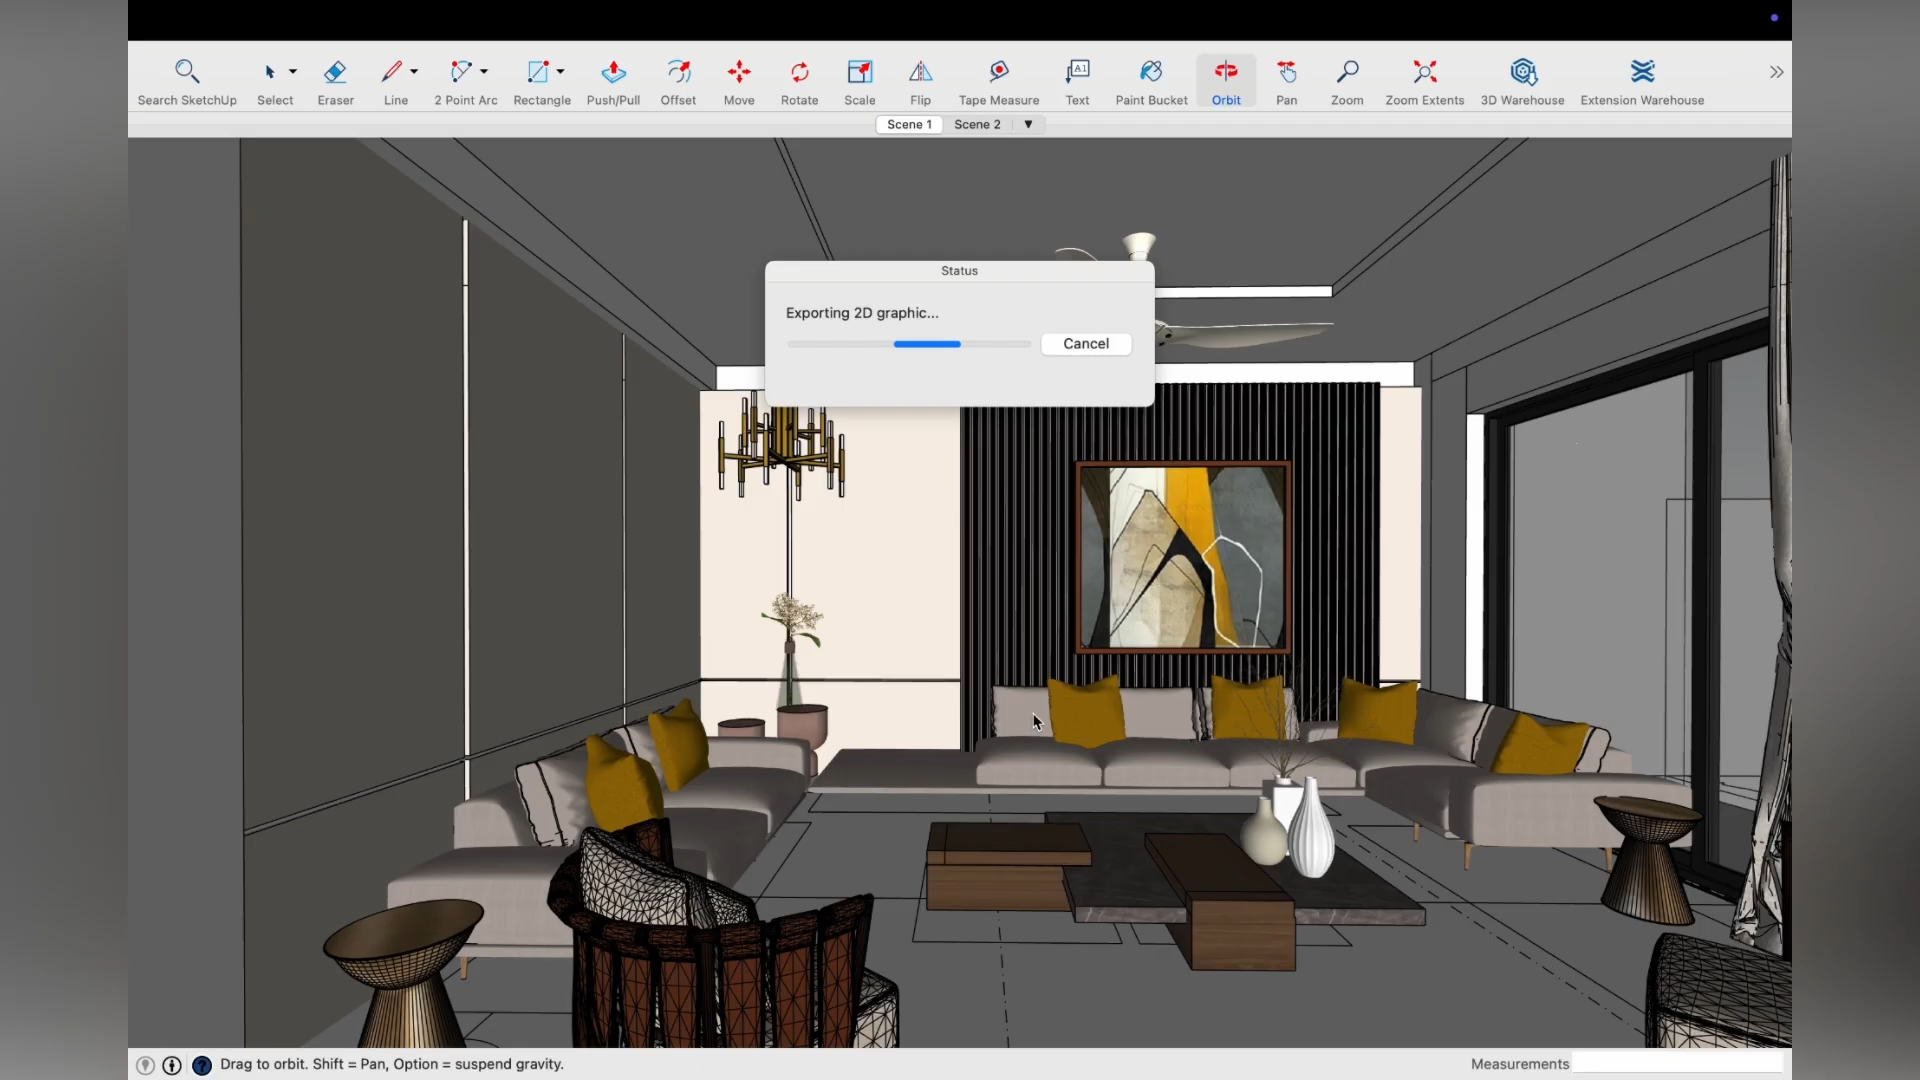 Search SketchUp Select Eraser Line 2 Point Arc Rectangle Push/Pull Offset Move Rotate Scale Flip Tape Measure Text Paint Bucket Orbit Pan Zoom Zoom Extents 3D Warehouse Extension Warehouse
Scene 1 Scene 2
Status
Exporting 2D graphic...
Cancel
Drag to orbit. Shift = Pan, Option = suspend gravity.
Measurements